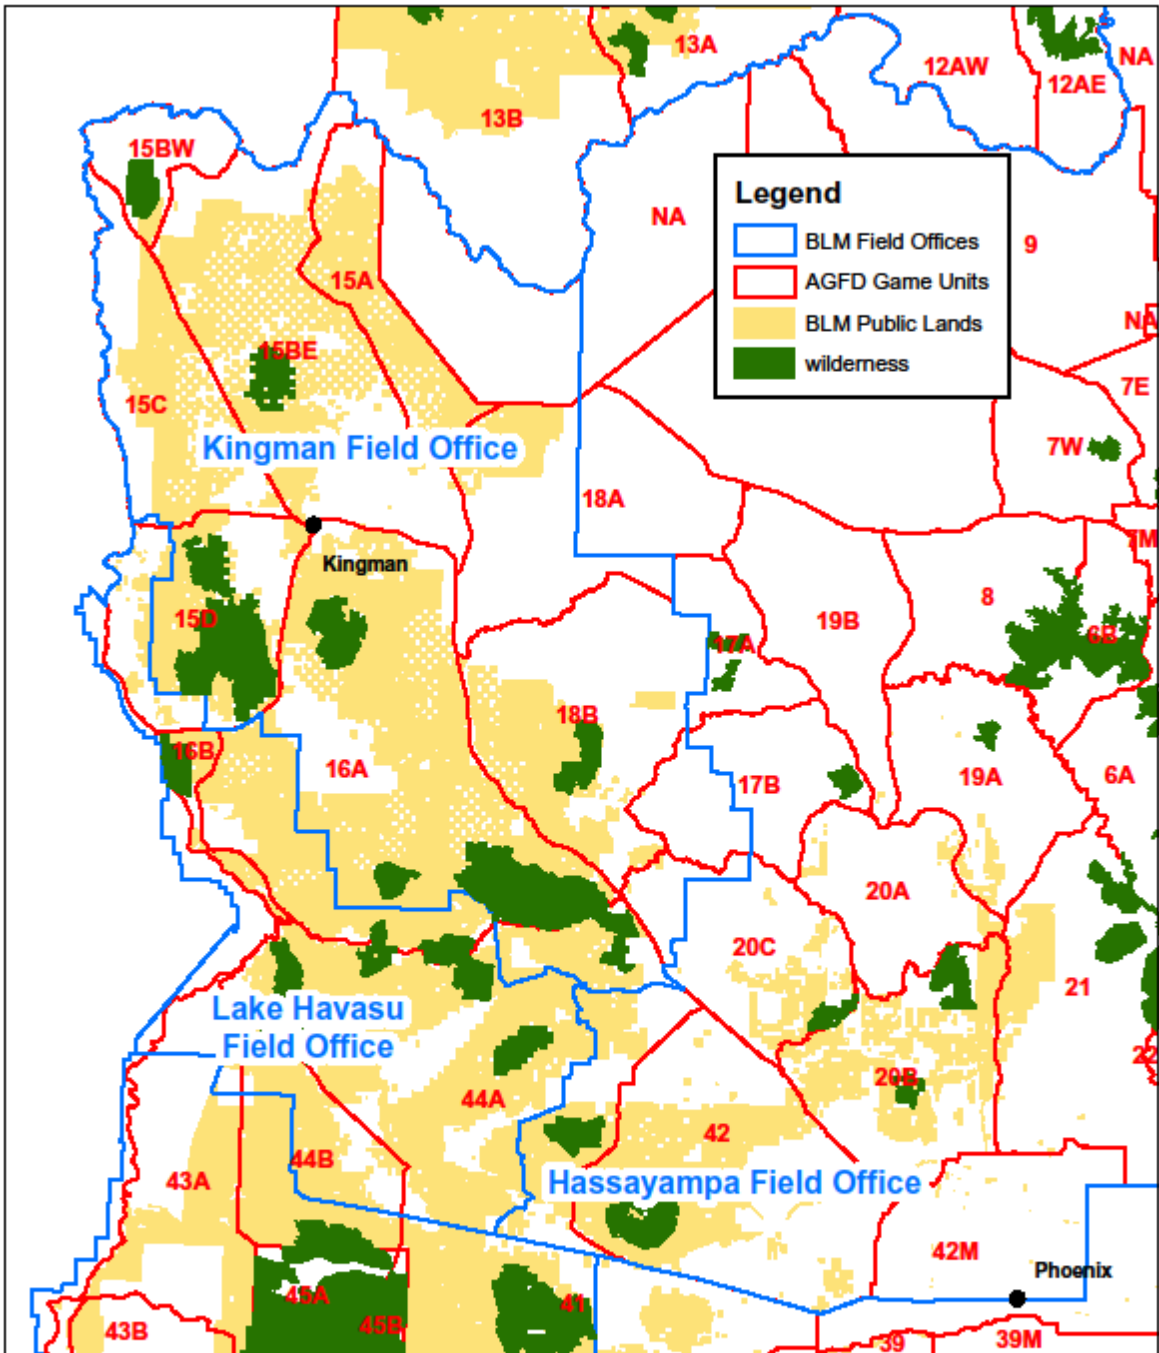 13A
12AW
NA
12AE
13B
15BW
Legend
BLM Field Offices
AGFD Game Units
BLM Public Lands
wilderness
NA
9
15A
NA
15BE
7E
15C
Kingman Field Office
7W
18A
7M
Kingman
8
15D
19B
6B
17A
18B
16B
16A
17B
19A
6A
20A
20C
21
Lake Havasu
Field Office
22
20B
44A
42
44B
43A
Hassayampa Field Office
42M
Phoenix
45A
41
45B
43B
39
39M